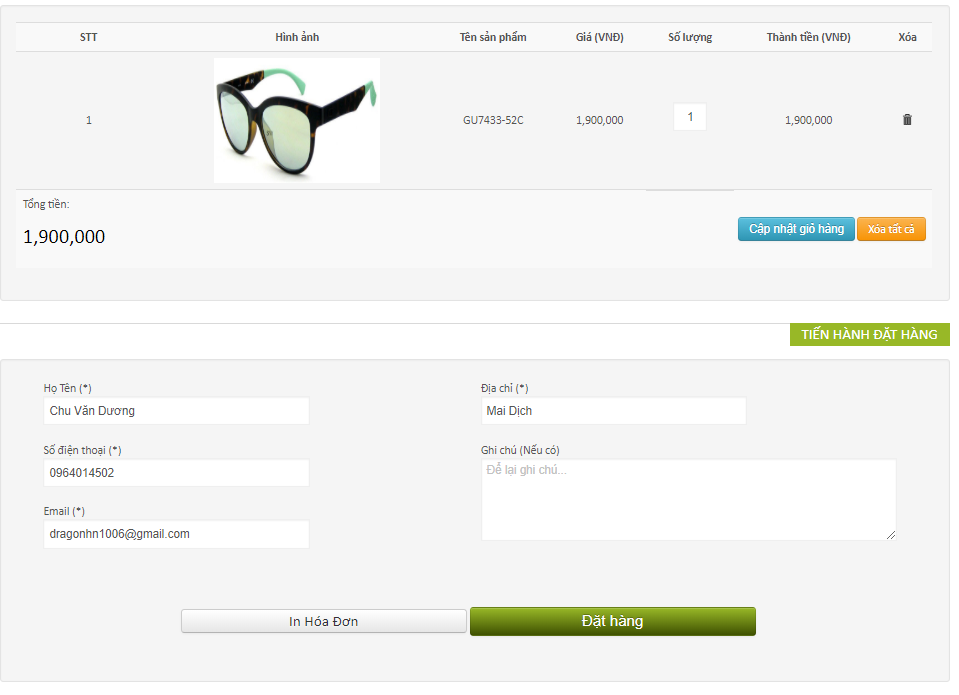 STT Hình ảnh Tên sản phẩm Giá (VNĐ) Số lượng Thành tiền (VNĐ) Xóa
1 GU7433-52C 1,900,000 1 1,900,000
Tổng tiền:
1,900,000
Cập nhật giỏ hàng Xóa tất cả
TIẾN HÀNH ĐẶT HÀNG
Họ Tên (*) Địa chỉ (*)
Chu Văn Dương Mai Dịch
Số điện thoại (*) Ghi chú (Nếu có)
0964014502 Để lại ghi chú...
Email (*)
dragonhn1006@gmail.com
In Hóa Đơn Đặt hàng